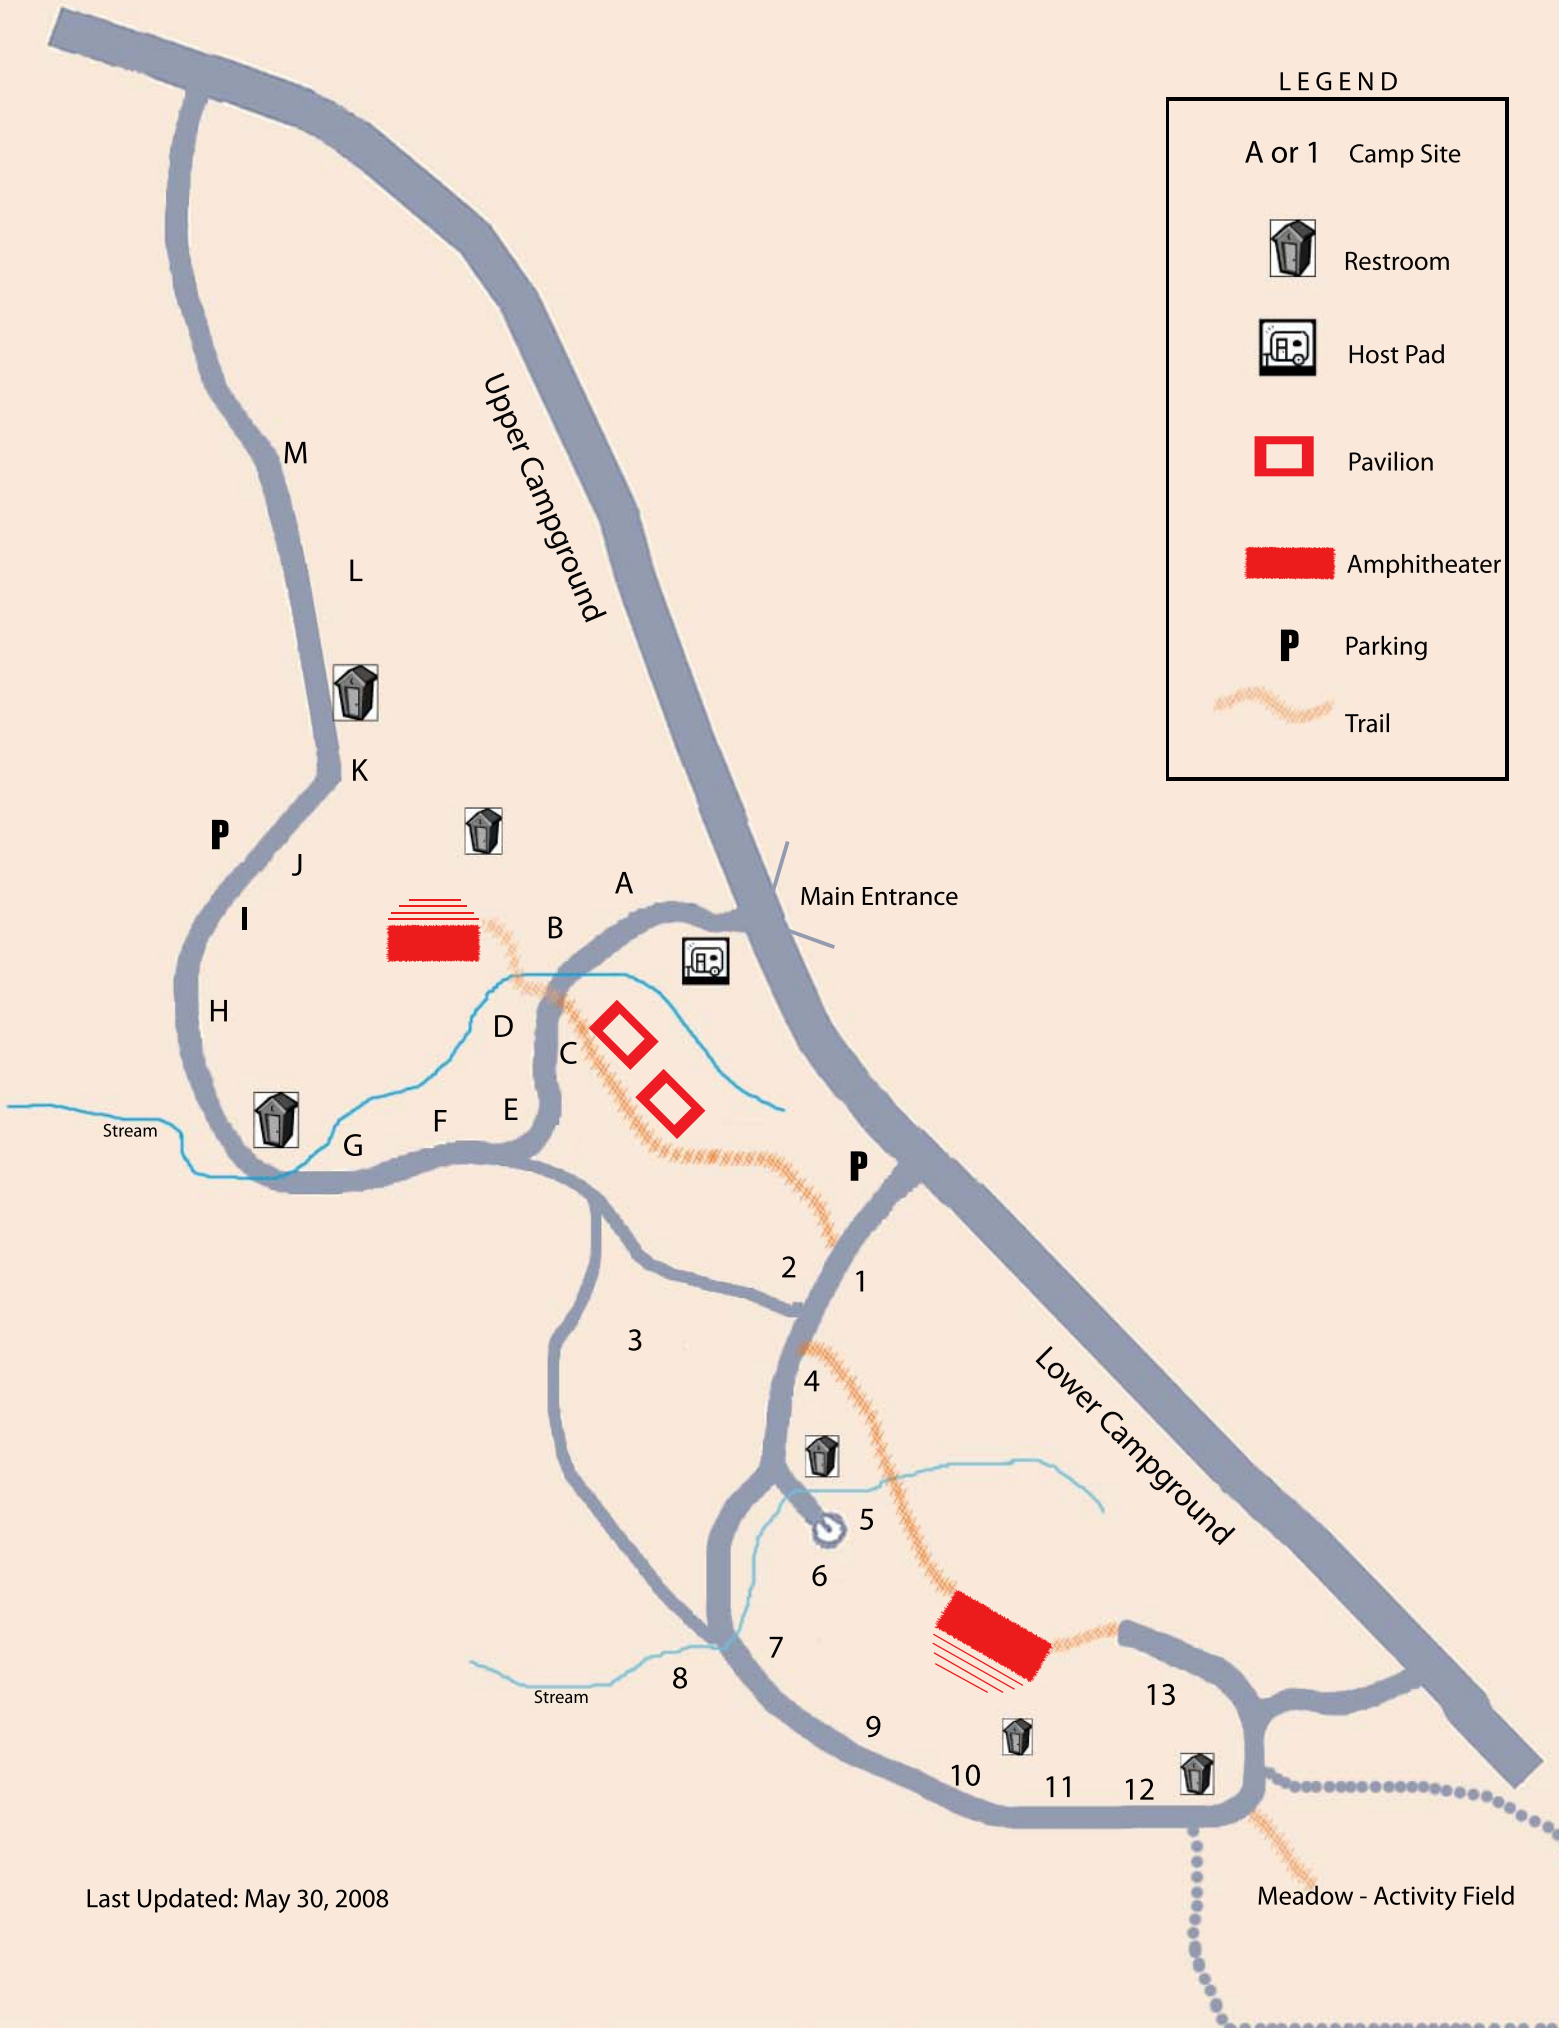 LEGEND
A or 1 Camp Site
Restroom
Host Pad
Pavilion
Amphitheater
P Parking
Trail
Upper Campground
M
L
K
P
J
I
A
Main Entrance
B
H
D
C
E
F
G
Stream
P
2
1
3
4
Lower Campground
5
6
7
8
Stream
13
9
10
11
12
Last Updated: May 30, 2008
Meadow - Activity Field